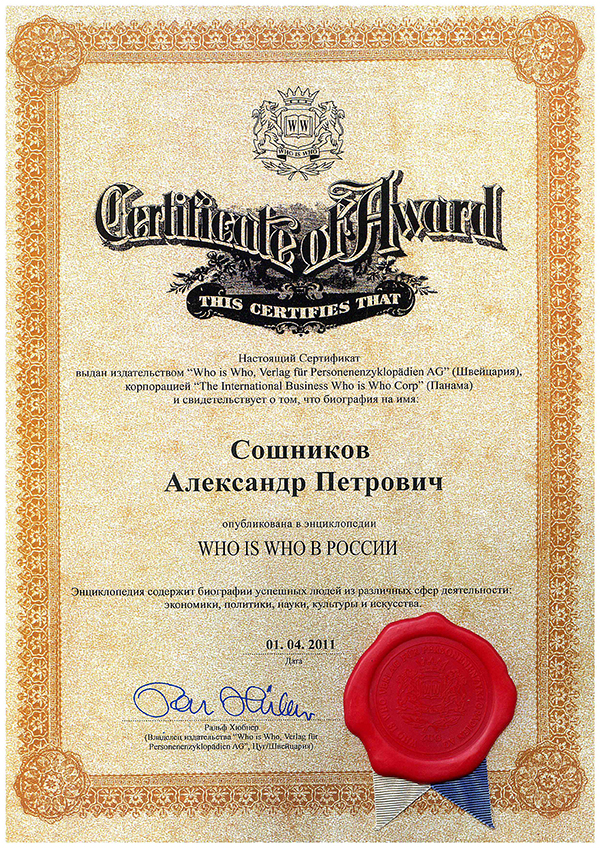 W W
WHO IS WHO
Certificate of Award
THIS CERTIFIES THAT
Настоящий Сертификат
выдан издательством “Who is Who, Verlag für Personenenzyklopädien AG” (Швейцария),
корпорацией “The International Business Who is Who Corp” (Панама)
и свидетельствует о том, что биография на имя:
Сошников
Александр Петрович
опубликована в энциклопедии
WHO IS WHO В РОССИИ
Энциклопедия содержит биографии успешных людей из различных сфер деятельности:
экономики, политики, науки, культуры и искусства.
01. 04. 2011
Дата
Ральф Хюбнер
(Владелец издательства “Who is Who, Verlag für
Personenenzyklopädien AG”, Цуг/Швейцария)